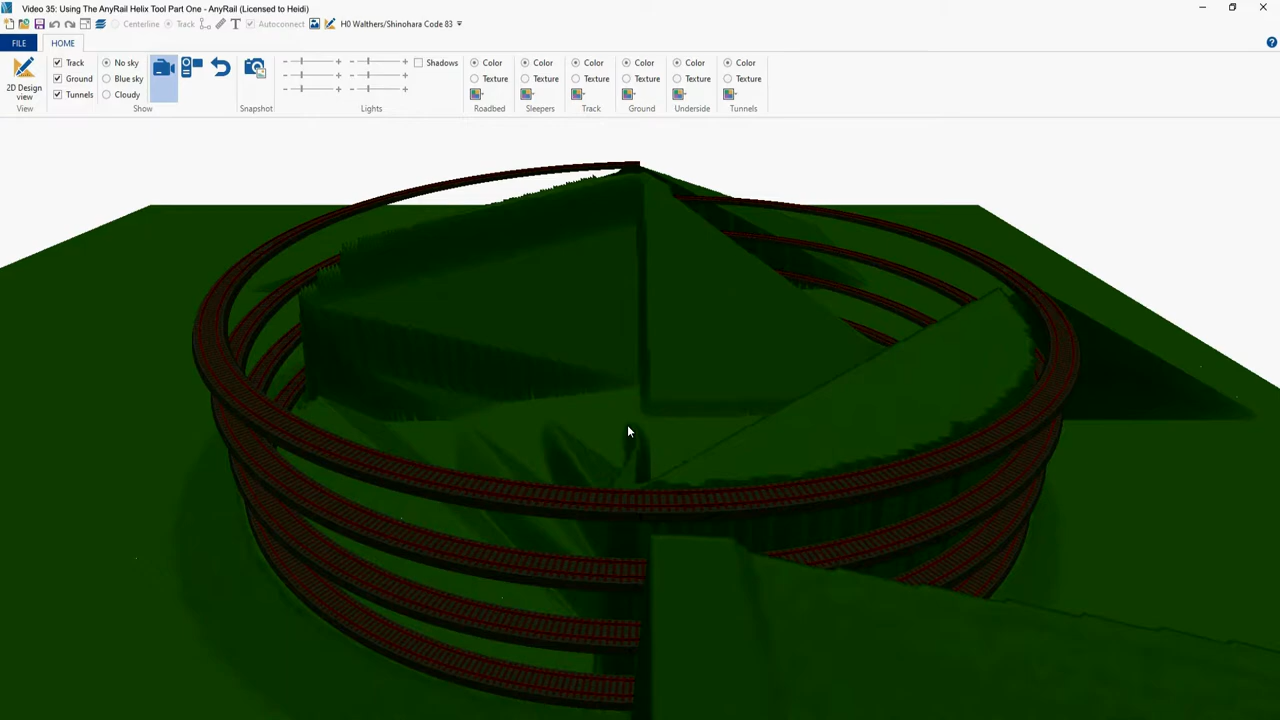 Video 35: Using The AnyRail Helix Tool Part One - AnyRail (Licensed to Heidi)
Centerline Track T Autoconnect H0 Walthers/Shinohara Code 83
FILE HOME
2D Design view
View
Track
Ground
Tunnels
No sky
Blue sky
Cloudy
Show
Snapshot
Shadows
Lights
Color
Texture
Roadbed
Color
Texture
Sleepers
Color
Texture
Track
Color
Texture
Ground
Color
Texture
Underside
Color
Texture
Tunnels